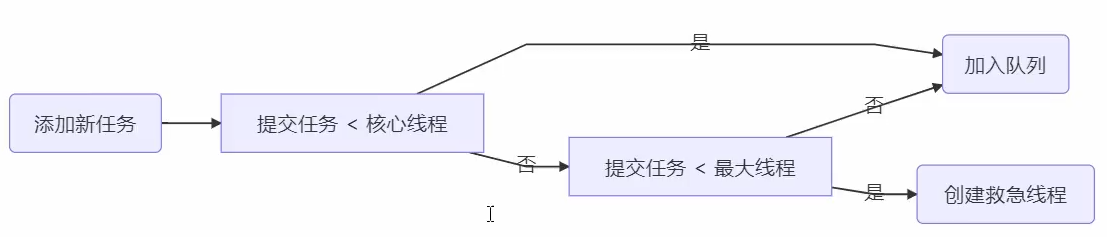 是
加入队列
添加新任务
提交任务 < 核心线程
否
否
提交任务 < 最大线程
是
创建救急线程